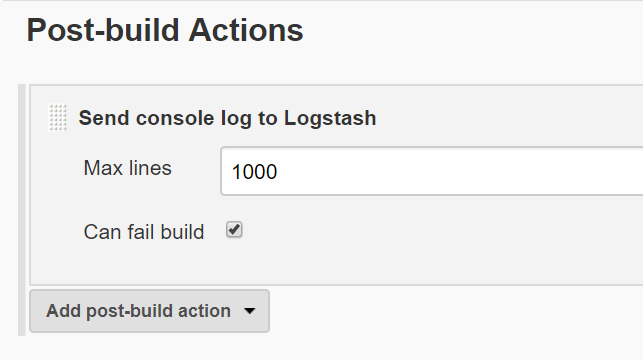 Post-build Actions
Send console log to Logstash
Max lines 1000
Can fail build
Add post-build action